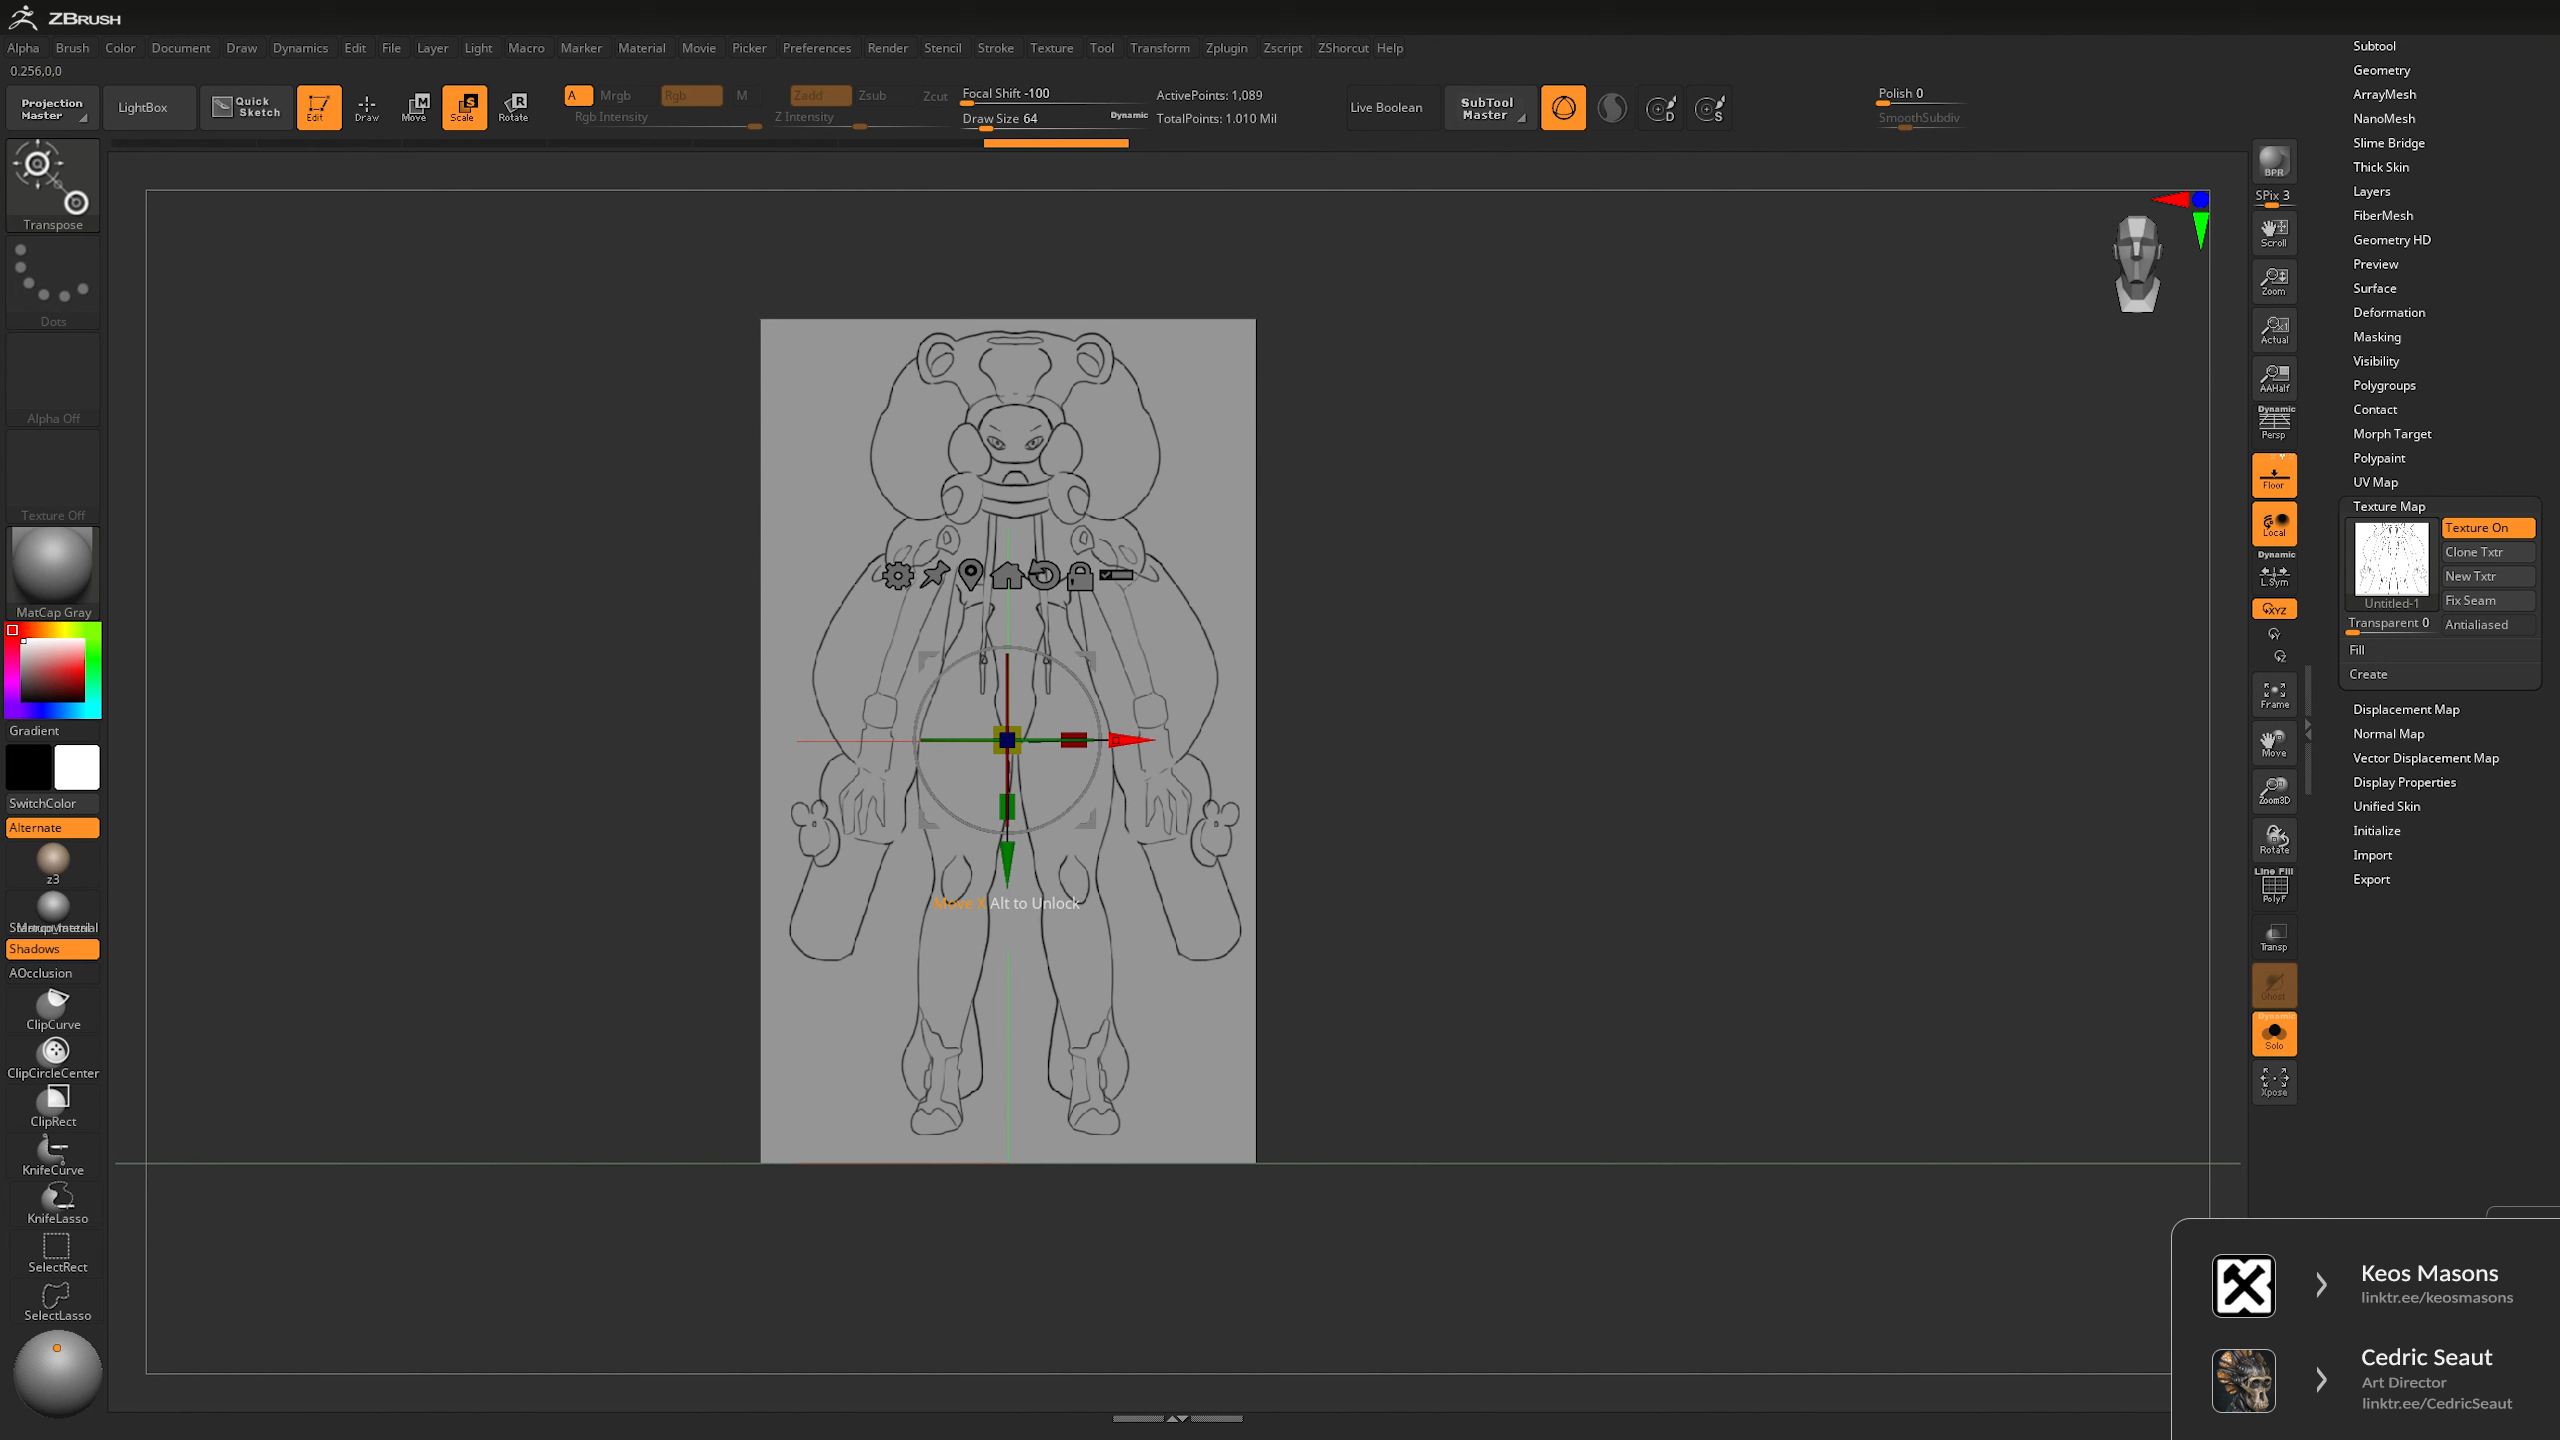 ZBRUSH
Alpha Brush Color Document Draw Dynamics Edit File Layer Light Macro Marker Material Movie Picker Preferences Render Stencil Stroke Texture Tool Transform Zplugin Zscript ZShorcut Help
0.256,0,0
Projection Master
LightBox
Quick Sketch
Edit
Draw
Move
Scale
Rotate
A Mrgb Rgb M
Rgb Intensity
Zadd Zsub Zcut
Z Intensity
Focal Shift -100
Draw Size 64
Dynamic
ActivePoints: 1,089
TotalPoints: 1.010 Mil
Live Boolean
SubTool Master
Polish 0
SmoothSubdiv
Transpose
Dots
Alpha Off
Texture Off
MatCap Gray
Gradient
SwitchColor
Alternate
z3
Shadows
AOcclusion
ClipCurve
ClipCircleCenter
ClipRect
KnifeCurve
KnifeLasso
SelectRect
SelectLasso
Move X Alt to Unlock
BPR
SPix 3
Scroll
Zoom
Actual
AAHalf
Dynamic
Persp
Floor
Local
Dynamic
L.Sym
XYZ
Y
Z
Frame
Move
Zoom3D
Rotate
Line Fill
PolyF
Transp
Ghost
Dynamic
Solo
Xpose
Subtool
Geometry
ArrayMesh
NanoMesh
Slime Bridge
Thick Skin
Layers
FiberMesh
Geometry HD
Preview
Surface
Deformation
Masking
Visibility
Polygroups
Contact
Morph Target
Polypaint
UV Map
Texture Map
Untitled-1
Texture On
Clone Txtr
New Txtr
Fix Seam
Transparent 0
Antialiased
Fill
Create
Displacement Map
Normal Map
Vector Displacement Map
Display Properties
Unified Skin
Initialize
Import
Export
Keos Masons
linktr.ee/keosmasons
Cedric Seaut
Art Director
linktr.ee/CedricSeaut